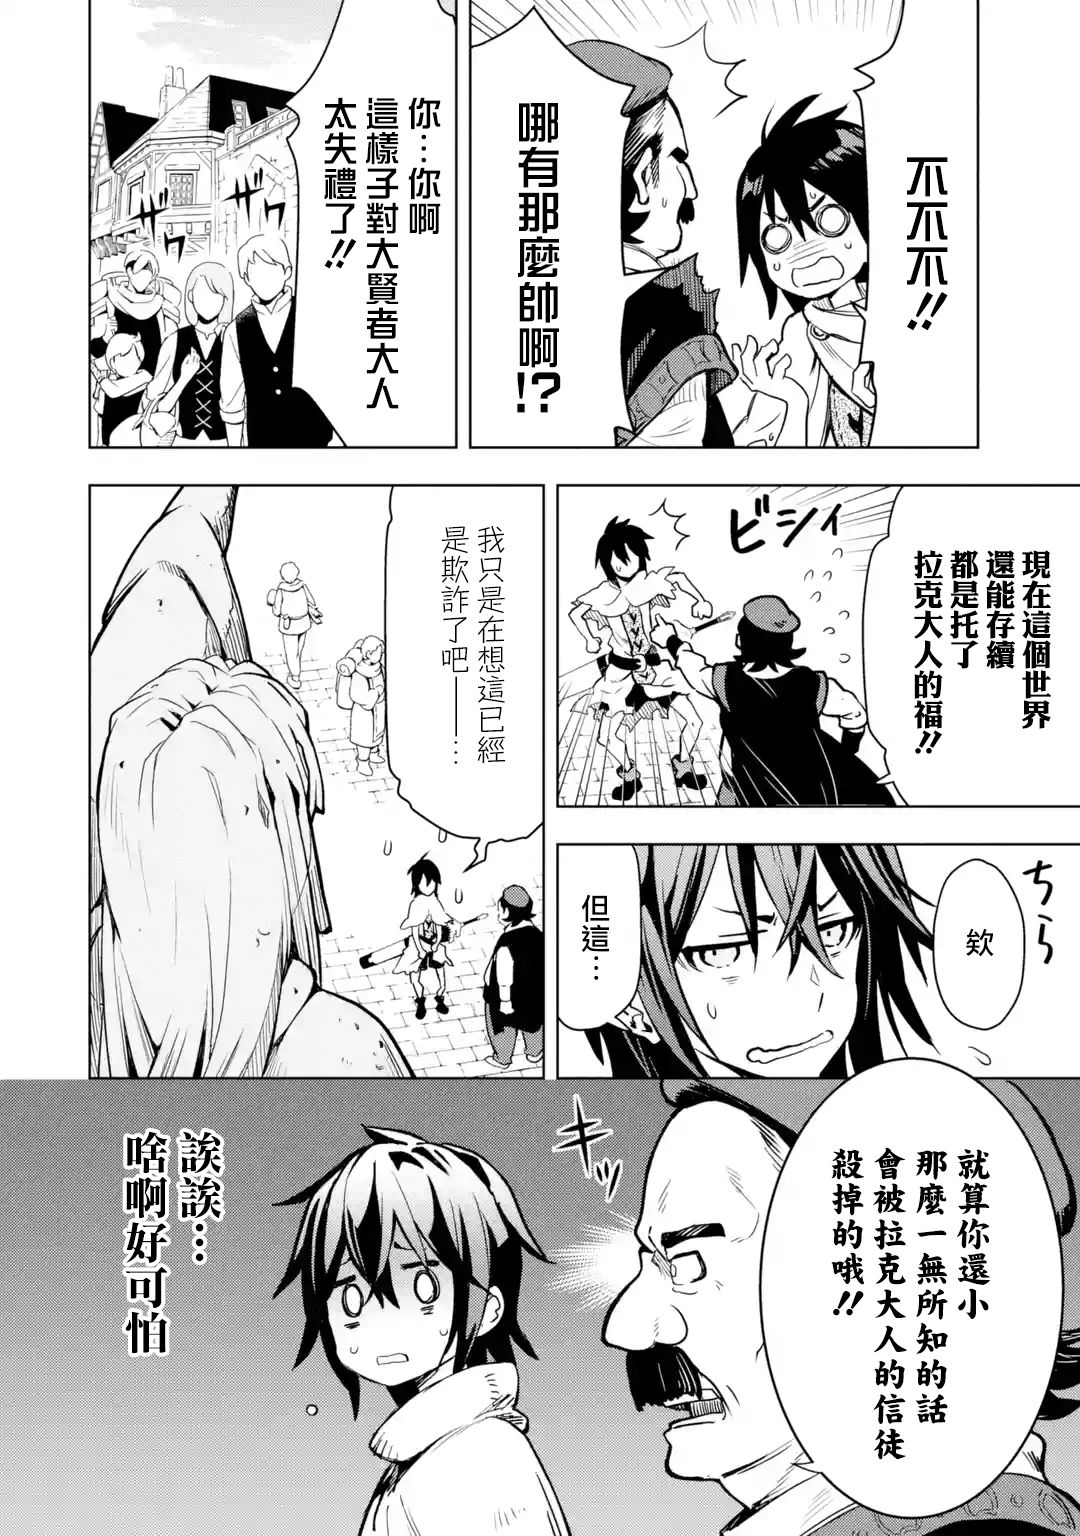 不不不!!
哪有那麼帥啊!?
你…你啊
這樣子對大賢者大人
太失禮了!!
ザワ
ザワ
現在這個世界
還能存續
都是托了
拉克大人的福!!
ビシィ
我只是在想這已經
是欺詐了吧——…
ちら
欸
但這…
就算你還小
那麼一無所知的話
會被拉克大人的信徒
殺掉的哦!!
キッ
誒誒…
啥啊好可怕